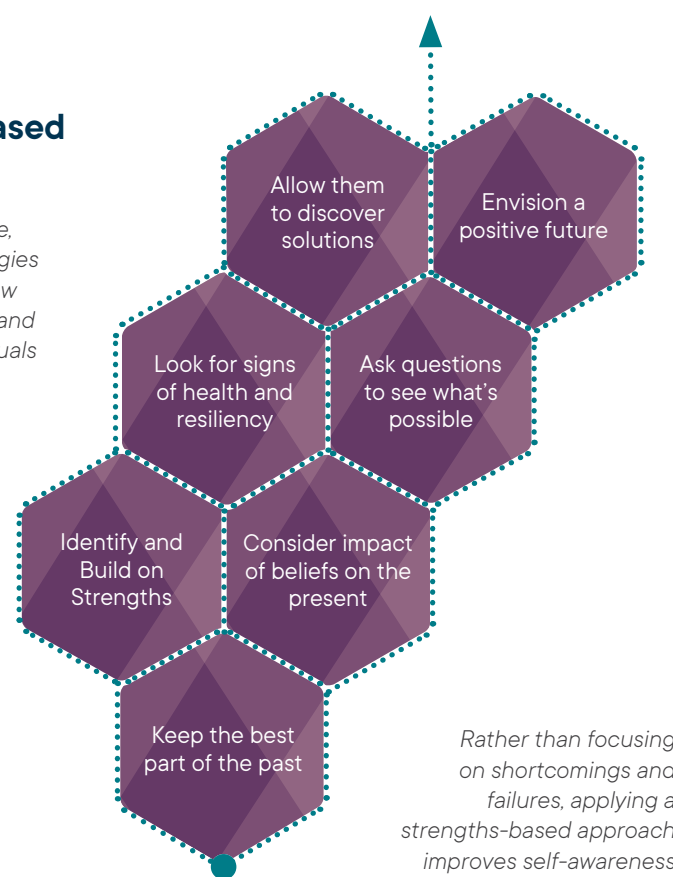 ased
e,
gies
w
and
uals
Allow them
to discover
solutions
Envision a
positive future
Look for signs
of health and
resiliency
Ask questions
to see what's
possible
Identify and
Build on
Strengths
Consider impact
of beliefs on the
present
Keep the best
part of the past
Rather than focusing
on shortcomings and
failures, applying a
strengths-based approach
improves self-awareness